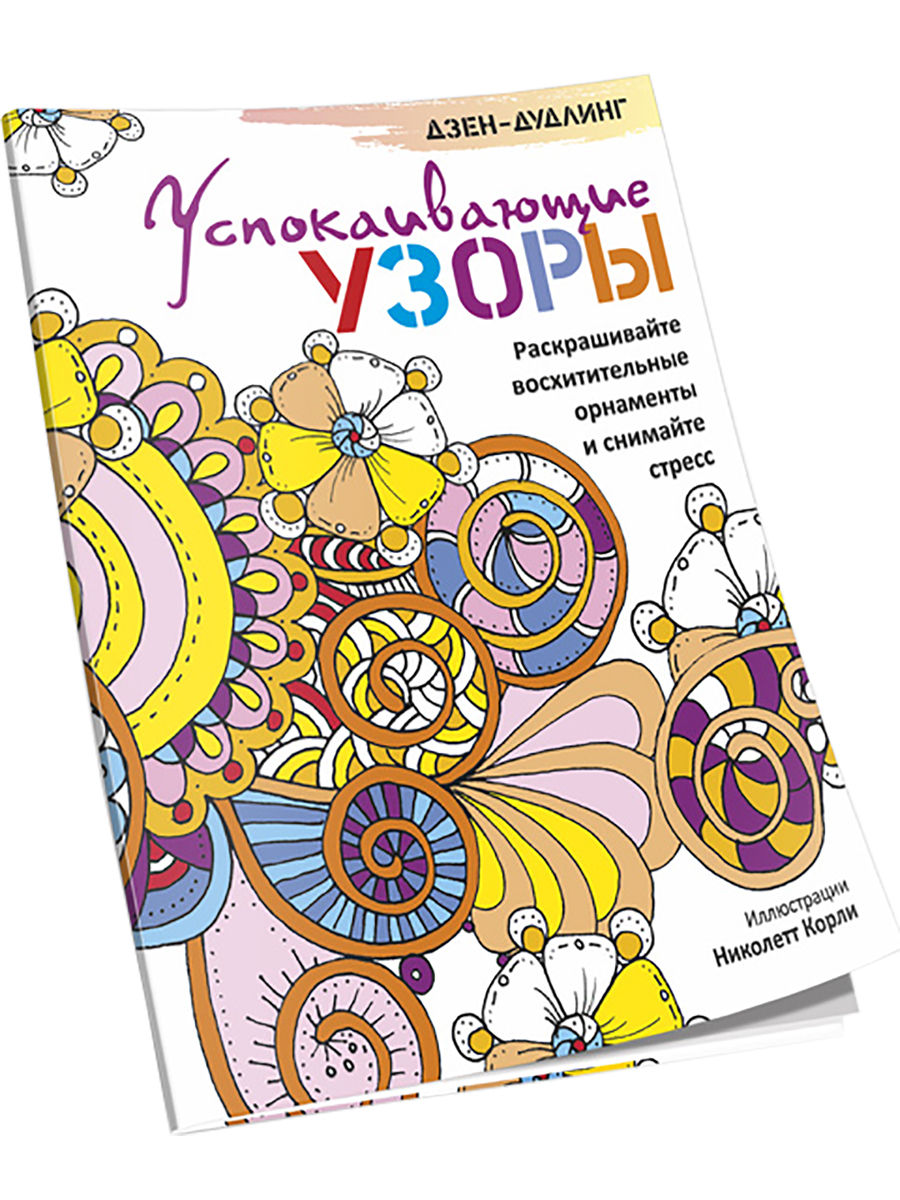 ДЗЕН-ДУДЛИНГ
Успокаивающие
УЗОРЫ
Раскрашивайте
восхитительные
орнаменты
и снимайте
стресс
Иллюстрации
Николетт Корли